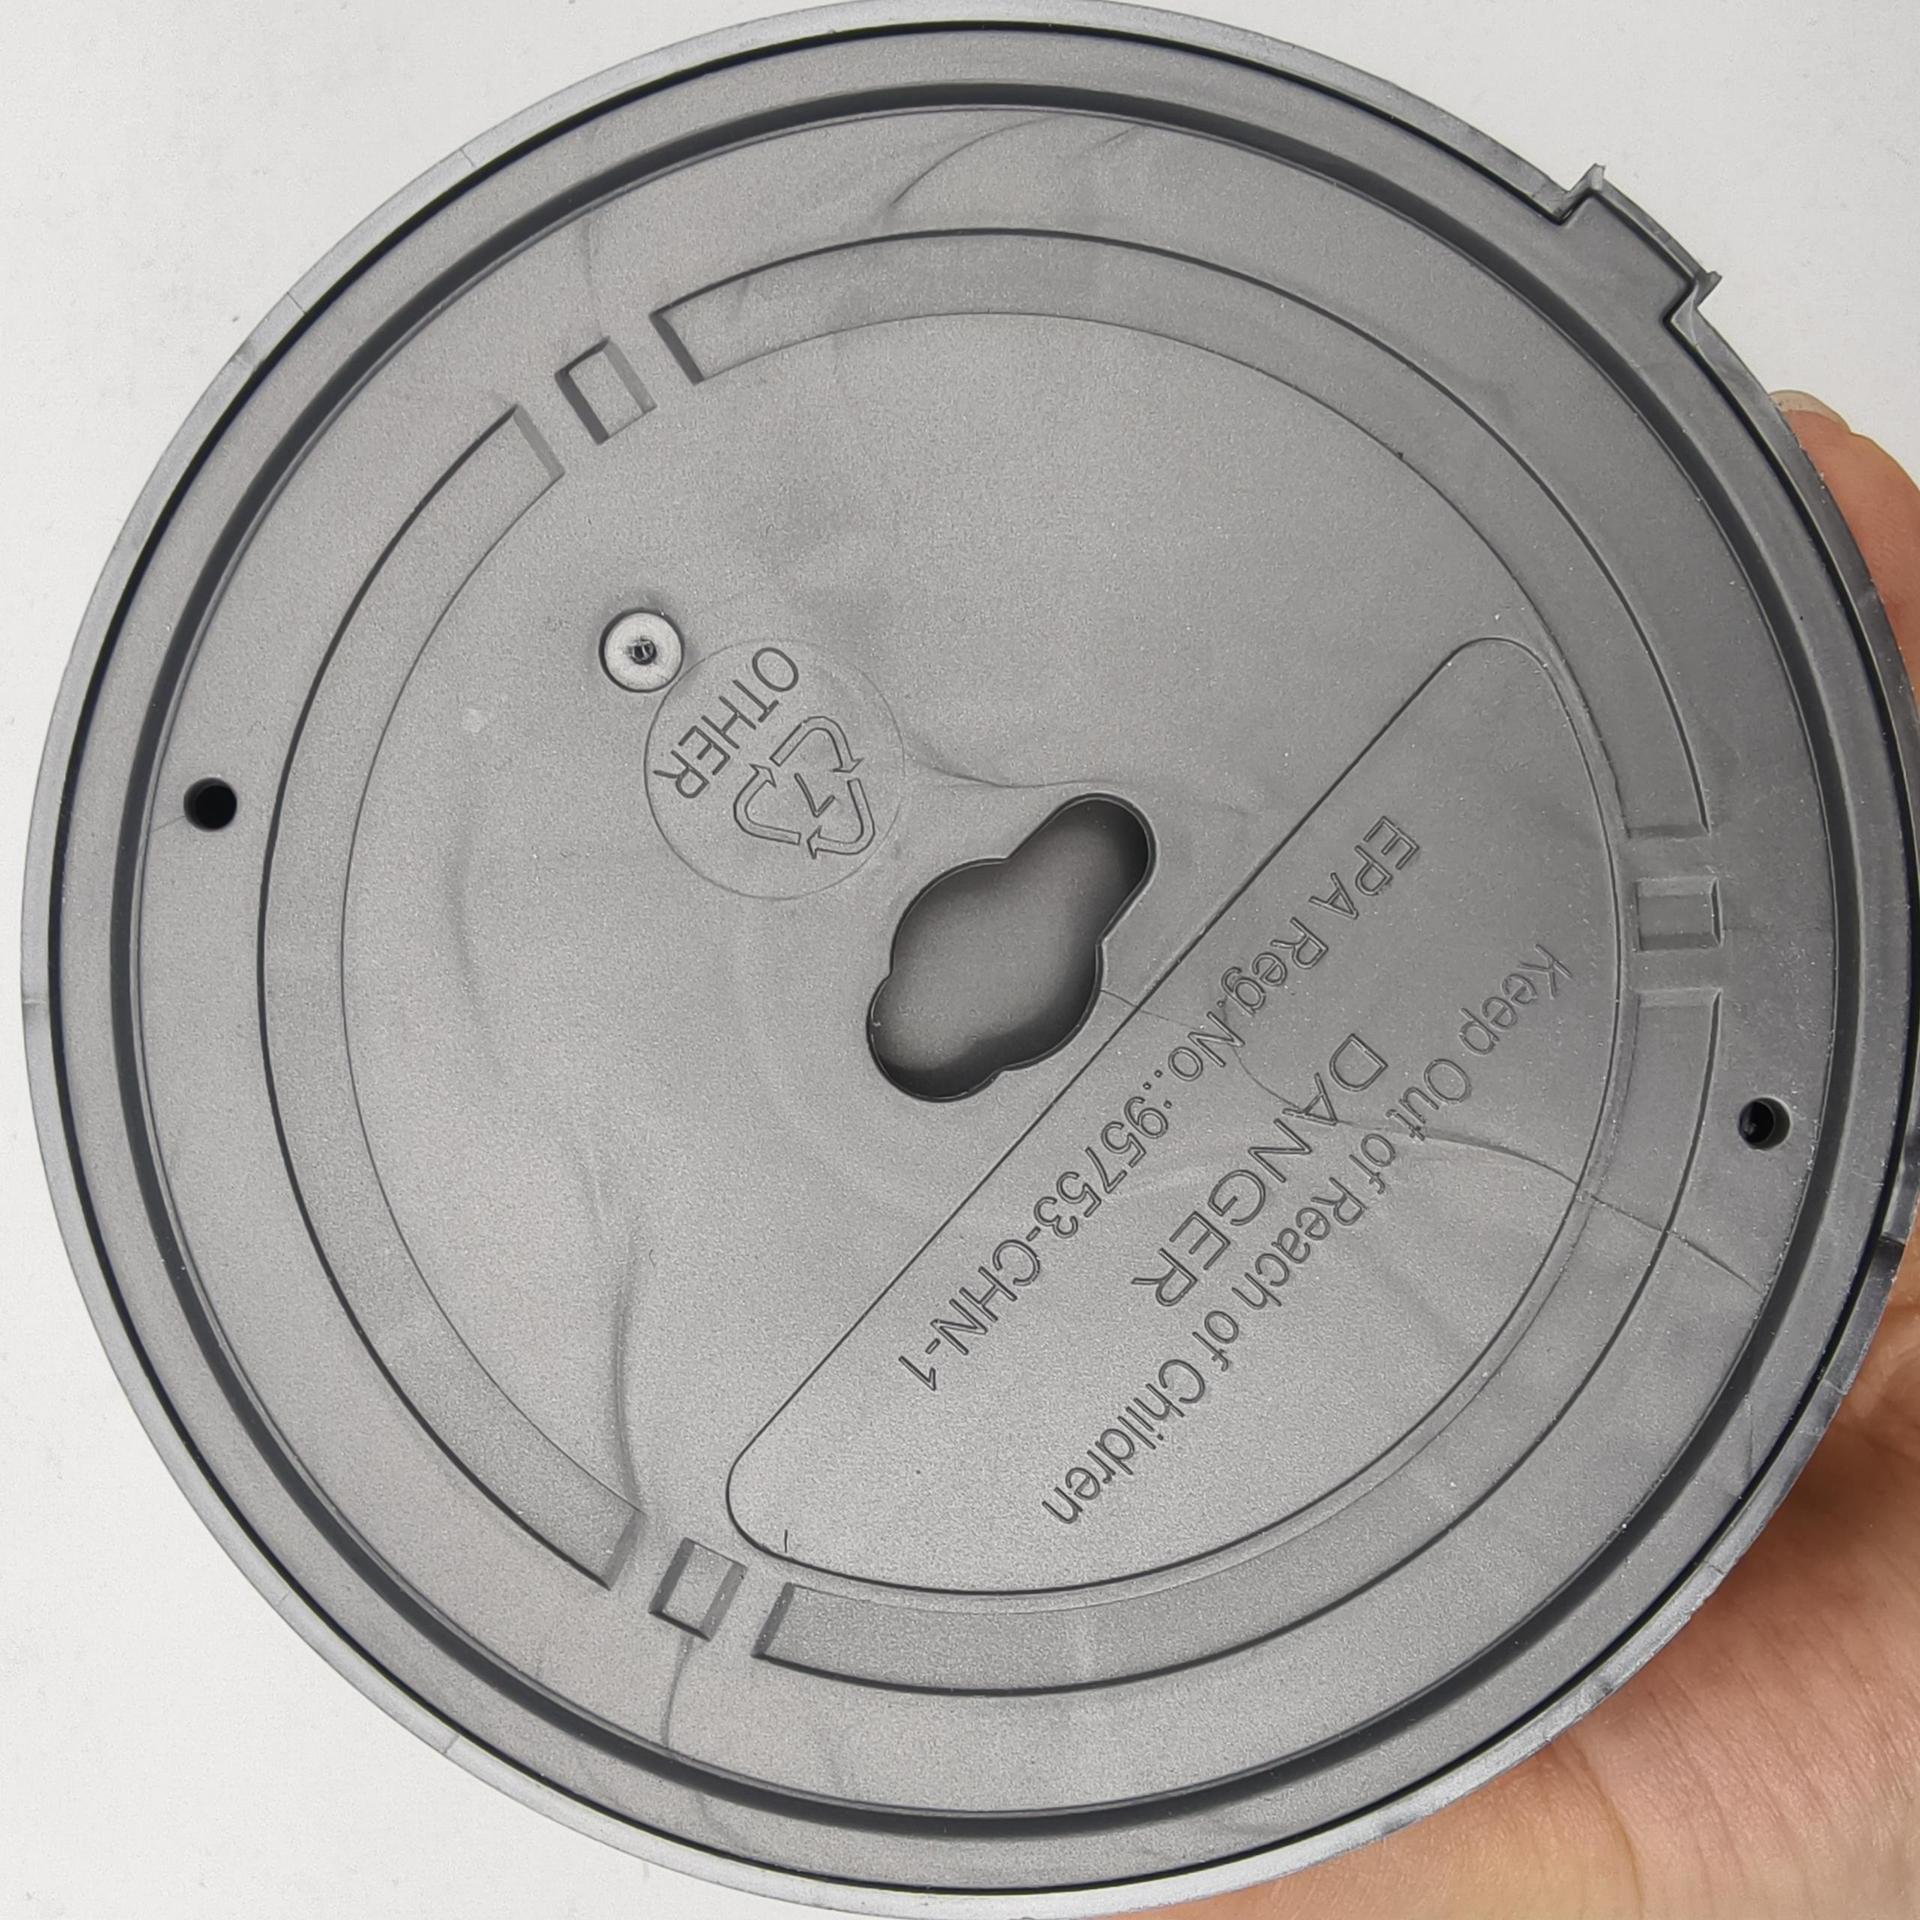 7
OTHER
EPA Reg.No.:95753-CHN-1
DANGER
Keep Out of Reach of Children